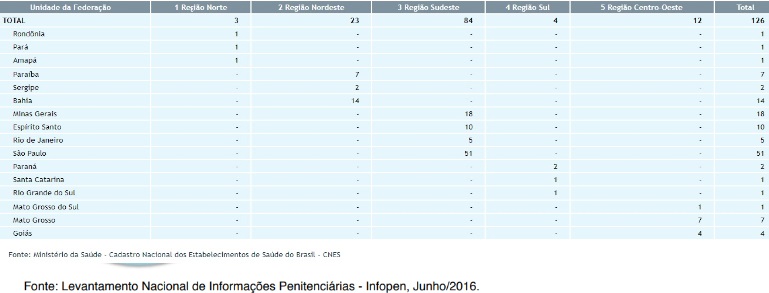 Unidade da Federação 1 Região Norte 2 Região Nordeste 3 Região Sudeste 4 Região Sul 5 Região Centro-Oeste Total
TOTAL 3 23 84 4 12 126
Rondônia 1 - - - - 1
Pará 1 - - - - 1
Amapá 1 - - - - 1
Paraíba - 7 - - - 7
Sergipe - 2 - - - 2
Bahia - 14 - - - 14
Minas Gerais - - 18 - - 18
Espírito Santo - - 10 - - 10
Rio de Janeiro - - 5 - - 5
São Paulo - - 51 - - 51
Paraná - - - 2 - 2
Santa Catarina - - - 1 - 1
Rio Grande do Sul - - - 1 - 1
Mato Grosso do Sul - - - - 1 1
Mato Grosso - - - - 7 7
Goiás - - - - 4 4
Fonte: Ministério da Saúde - Cadastro Nacional dos Estabelecimentos de Saúde do Brasil - CNES
Fonte: Levantamento Nacional de Informações Penitenciárias - Infopen, Junho/2016.